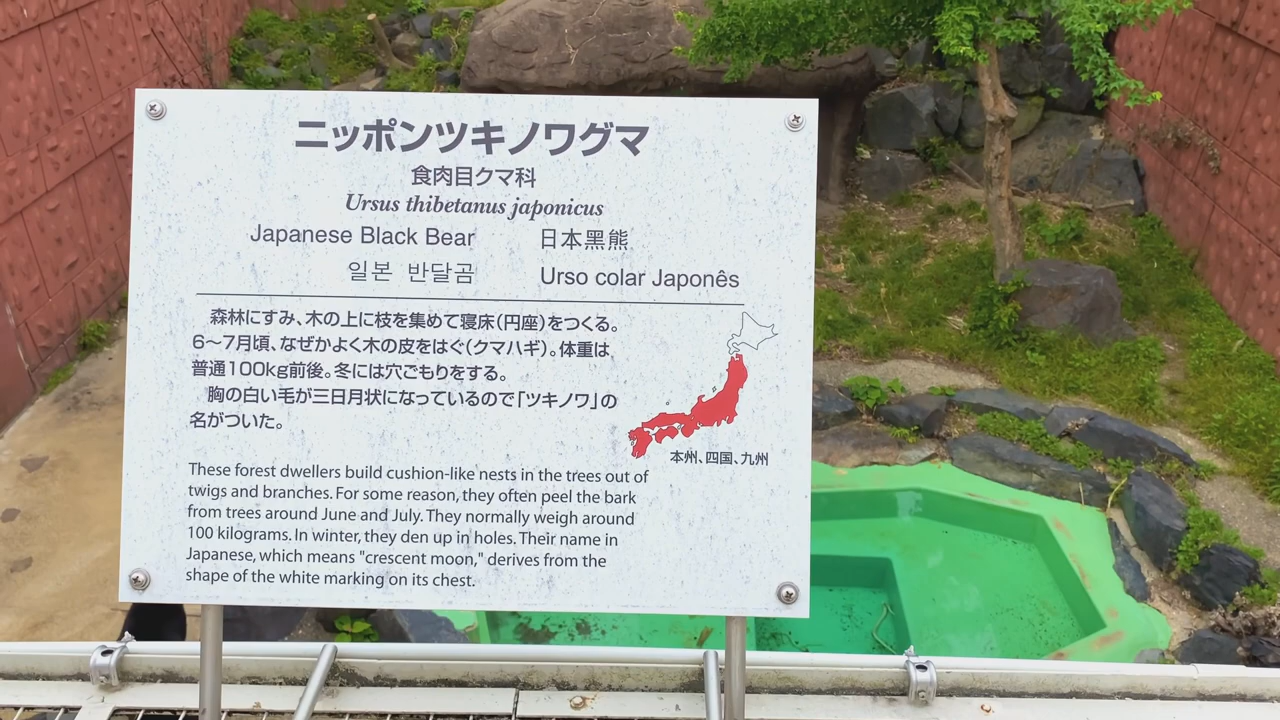 ニッポンツキノワグマ
食肉目クマ科
Ursus thibetanus japonicus
Japanese Black Bear 日本黑熊
일본 반달곰 Urso colar Japonês
森林にすみ、木の上に枝を集めて寝床(円座)をつくる。
6〜7月頃、なぜかよく木の皮をはぐ(クマハギ)。体重は
普通100kg前後。冬には穴ごもりをする。
胸の白い毛が三日月状になっているので「ツキノワ」の
名がついた。
本州、四国、九州
These forest dwellers build cushion-like nests in the trees out of
twigs and branches. For some reason, they often peel the bark
from trees around June and July. They normally weigh around
100 kilograms. In winter, they den up in holes. Their name in
Japanese, which means "crescent moon," derives from the
shape of the white marking on its chest.